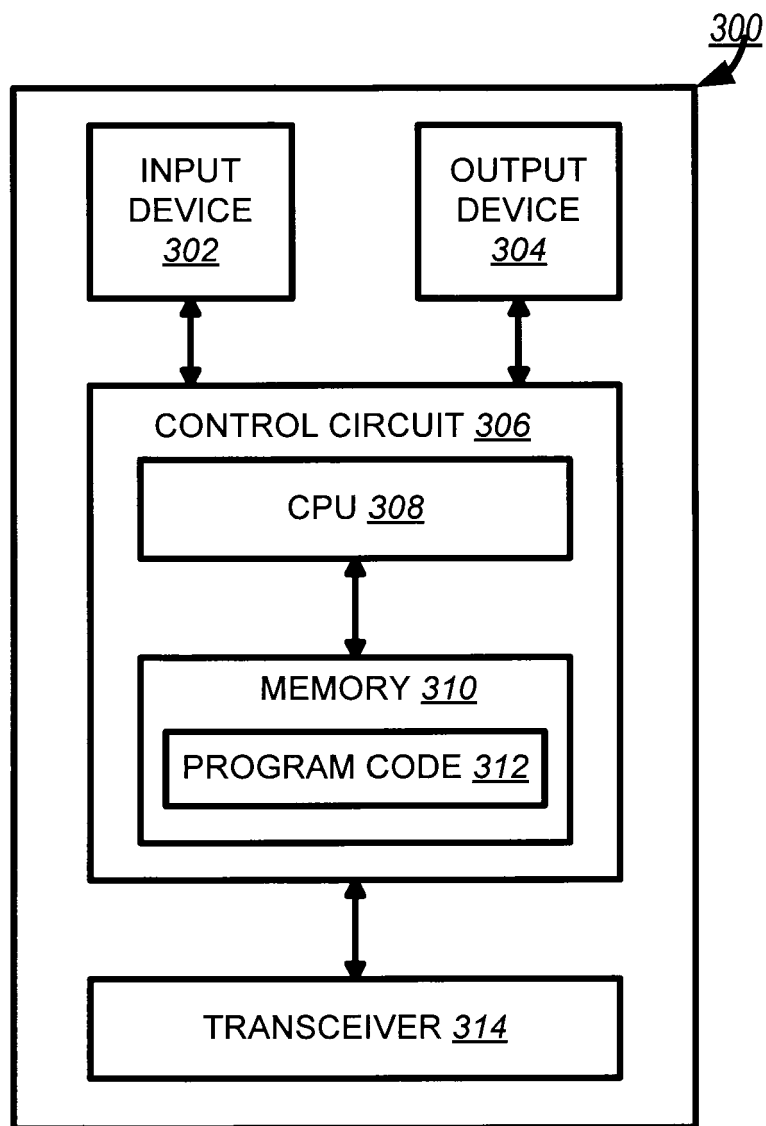 300
INPUT
DEVICE
302
OUTPUT
DEVICE
304
CONTROL CIRCUIT 306
CPU 308
MEMORY 310
PROGRAM CODE 312
TRANSCEIVER 314